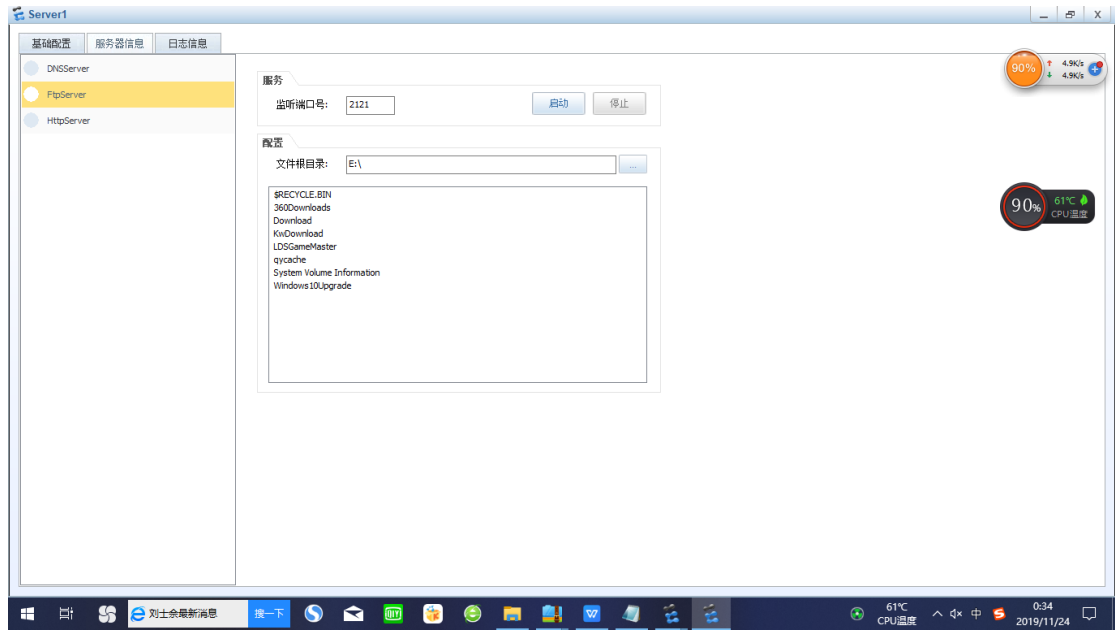 Server1
基础配置 服务器信息 日志信息
DNSServer
FtpServer
HttpServer
服务
监听端口号: 2121 启动 停止
配置
文件根目录: E:\ ...
$RECYCLE.BIN
360Downloads
Download
KwDownload
LDSGameMaster
qycache
System Volume Information
Windows10Upgrade
90% 4.9K/s
4.9K/s
90% 61℃
CPU温度
刘士余最新消息 搜一下
61℃
CPU温度
中
0:34
2019/11/24